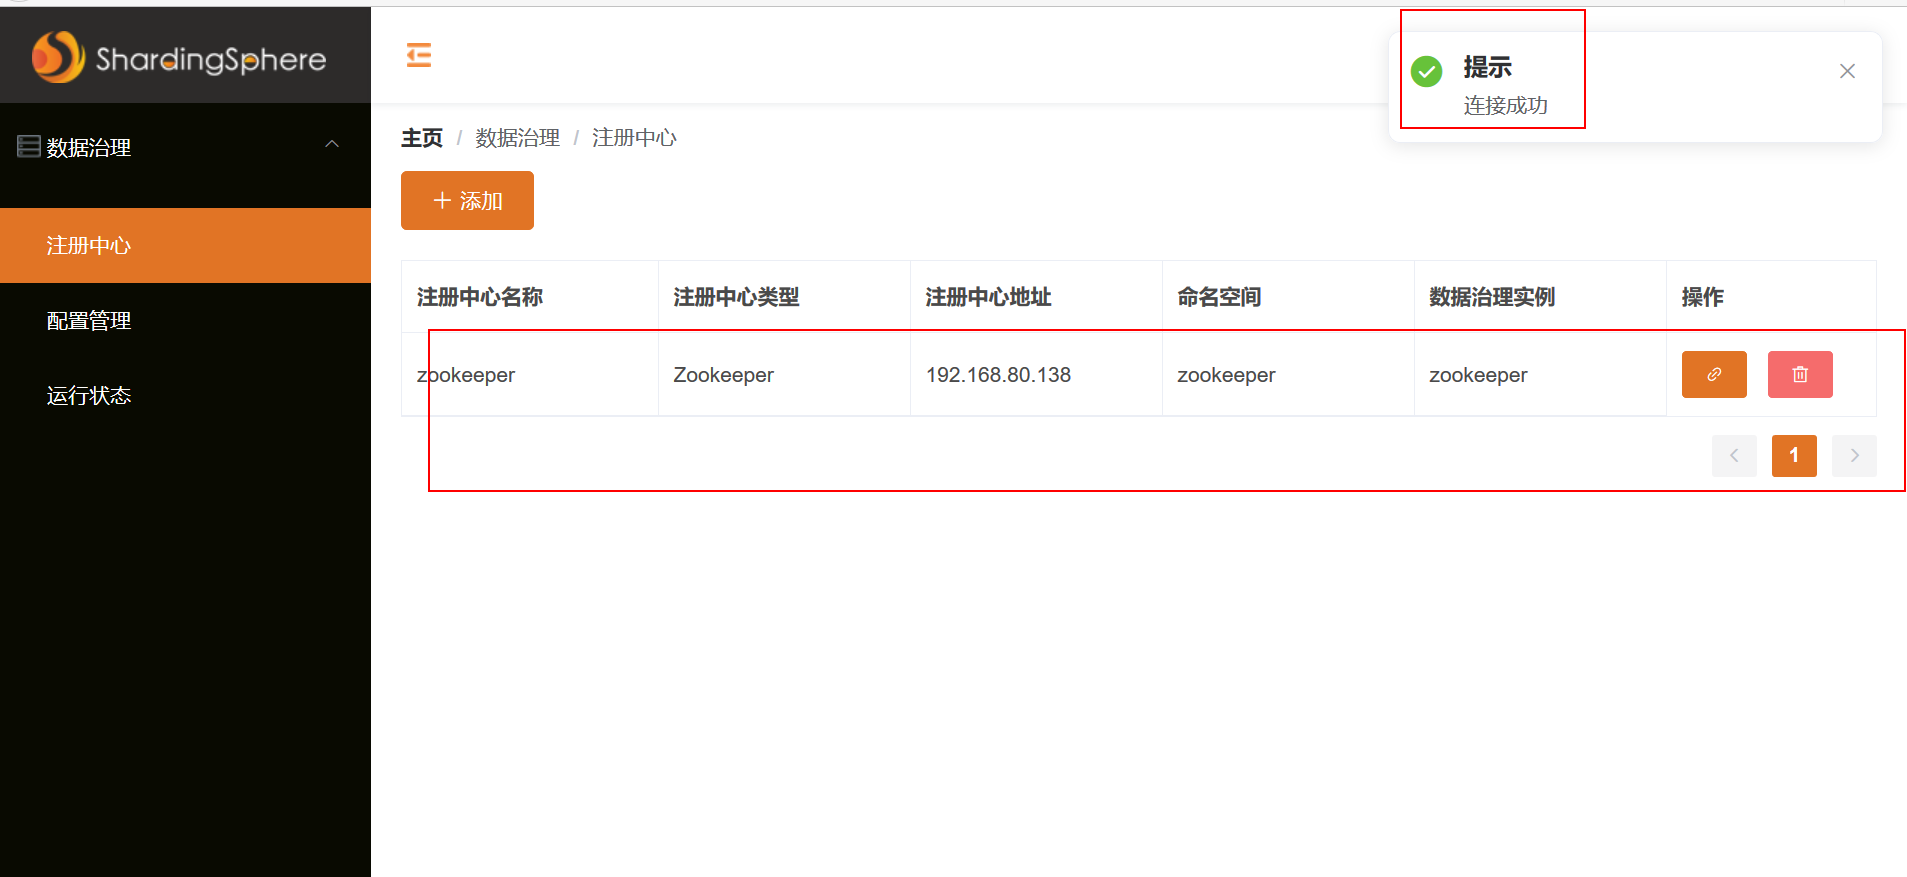 ShardingSphere
提示
连接成功
主页 / 数据治理 / 注册中心
数据治理
注册中心
配置管理
运行状态
添加
注册中心名称 注册中心类型 注册中心地址 命名空间 数据治理实例 操作
zookeeper Zookeeper 192.168.80.138 zookeeper zookeeper
1